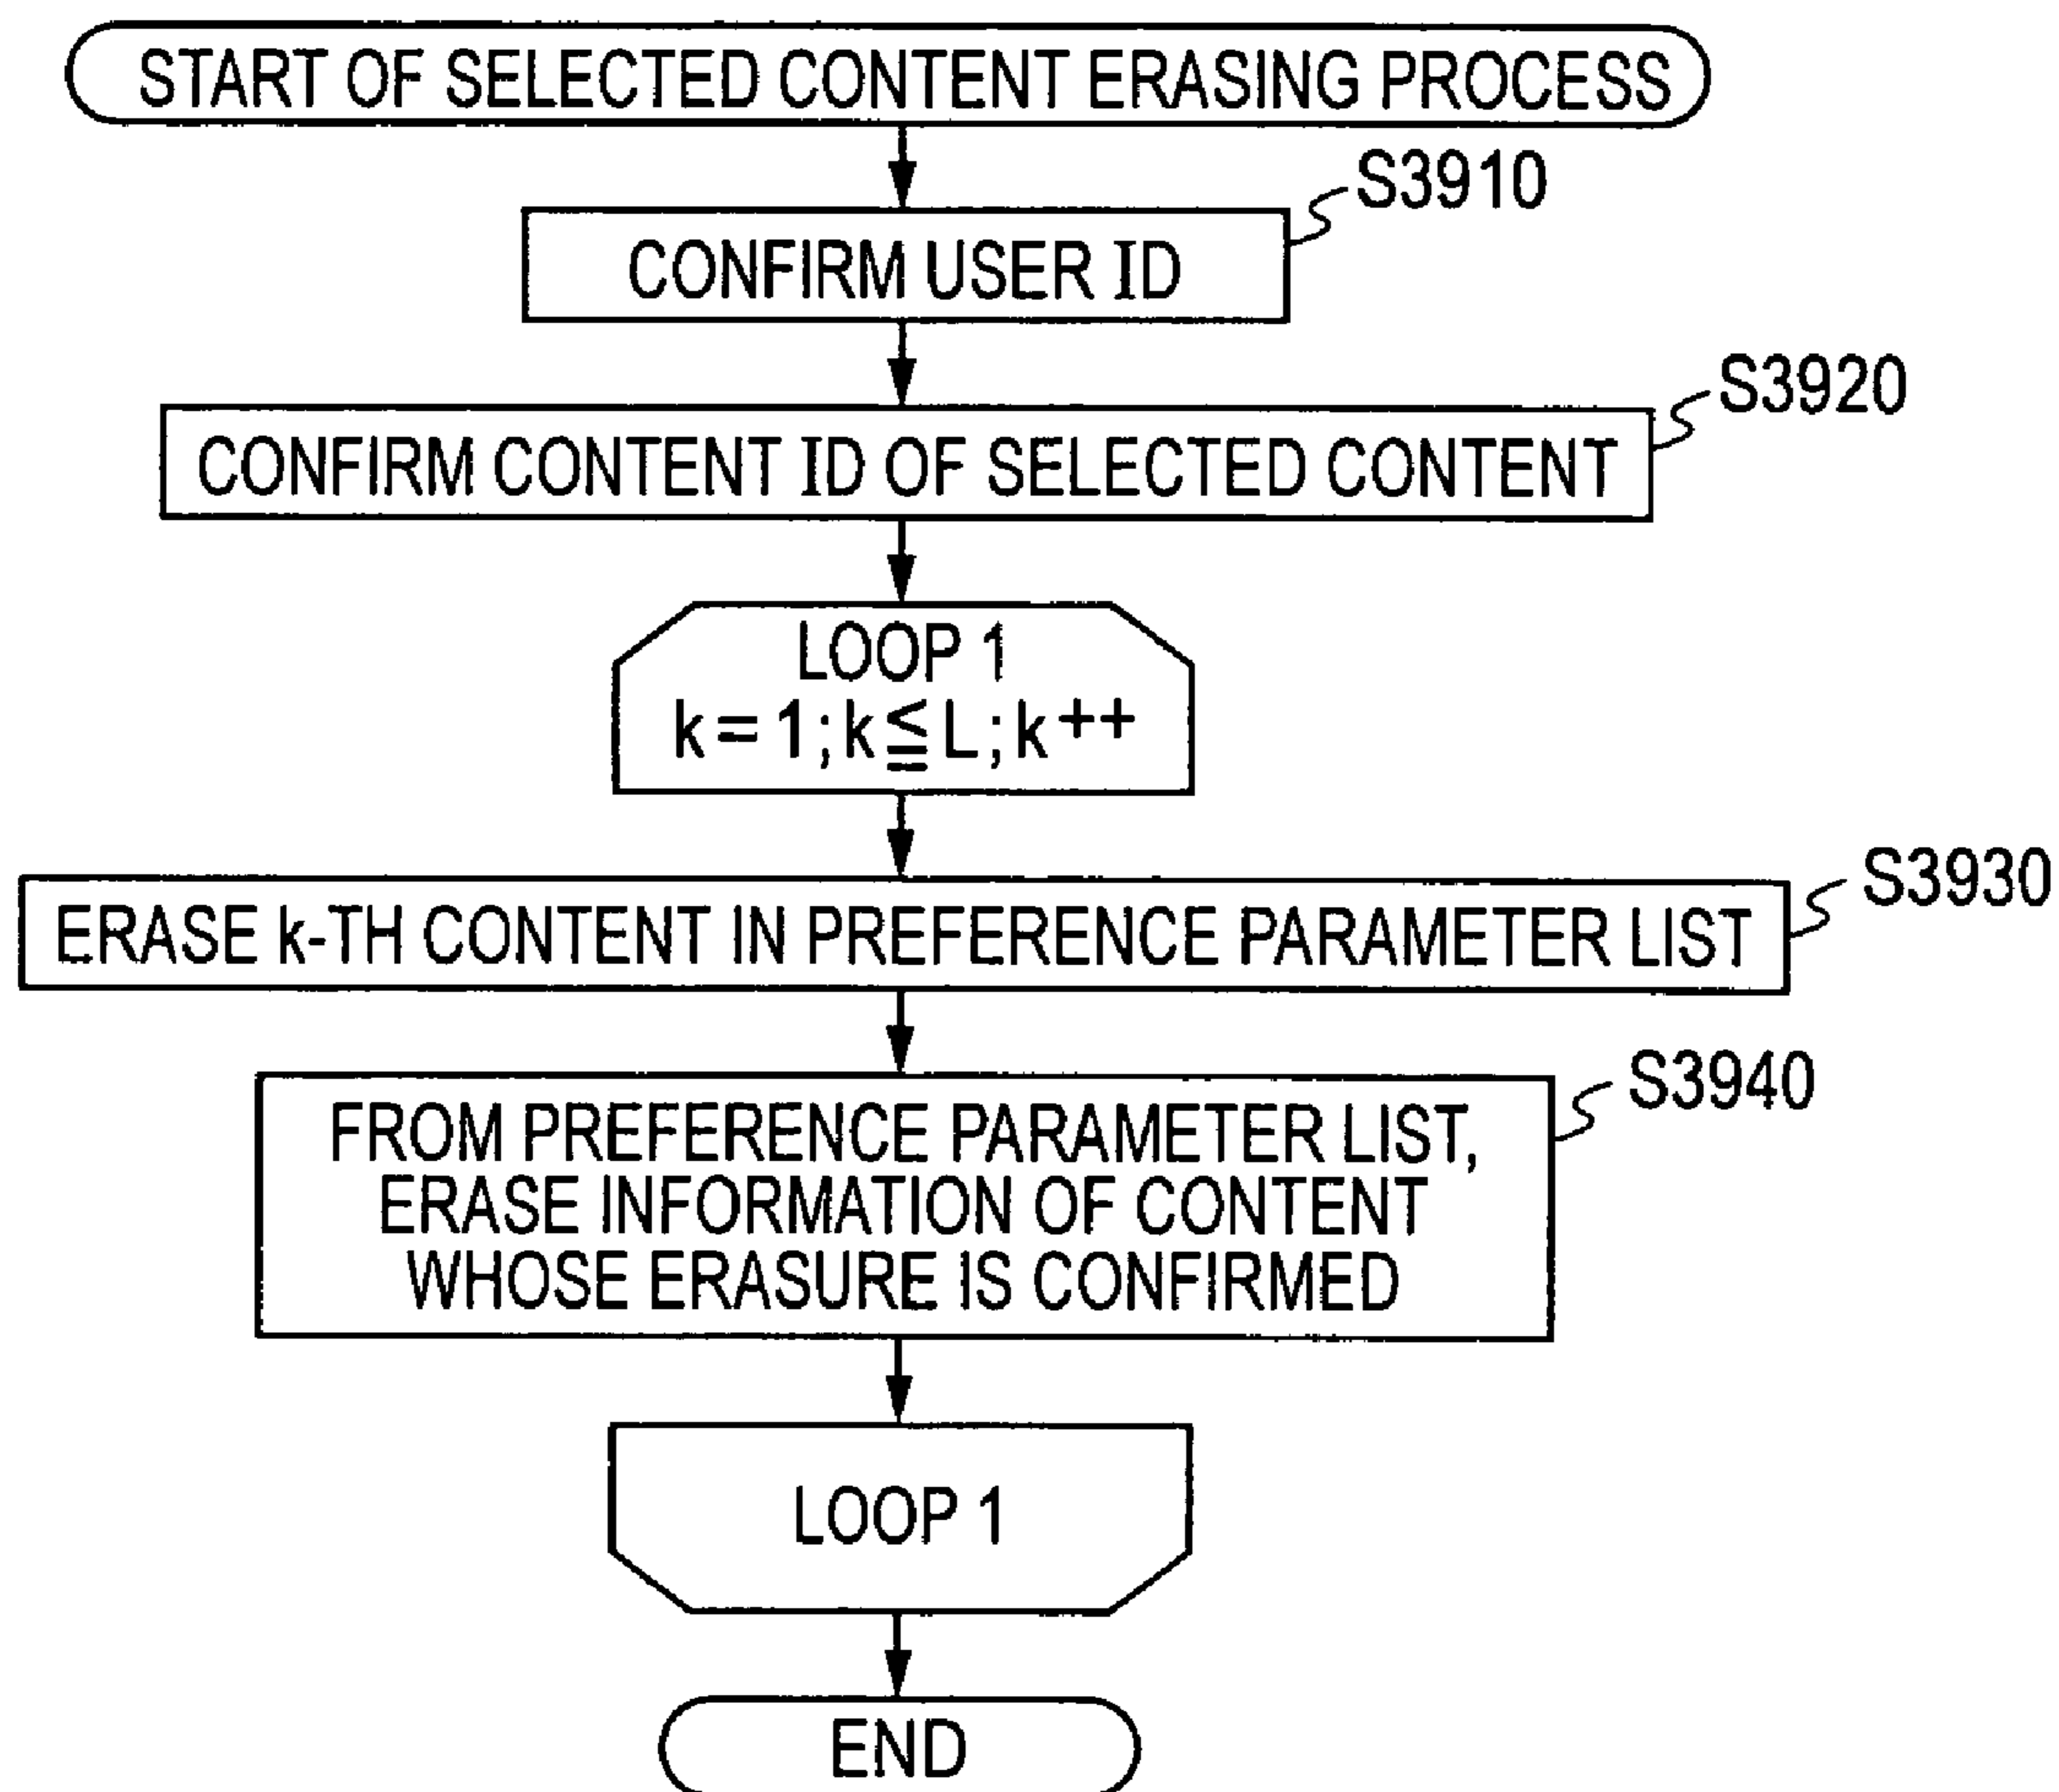 START OF SELECTED CONTENT ERASING PROCESS
S3910
CONFIRM USER ID
S3920
CONFIRM CONTENT ID OF SELECTED CONTENT
LOOP 1
k=1;k≦L;k++
S3930
ERASE k-TH CONTENT IN PREFERENCE PARAMETER LIST
S3940
FROM PREFERENCE PARAMETER LIST,
ERASE INFORMATION OF CONTENT
WHOSE ERASURE IS CONFIRMED
LOOP 1
END